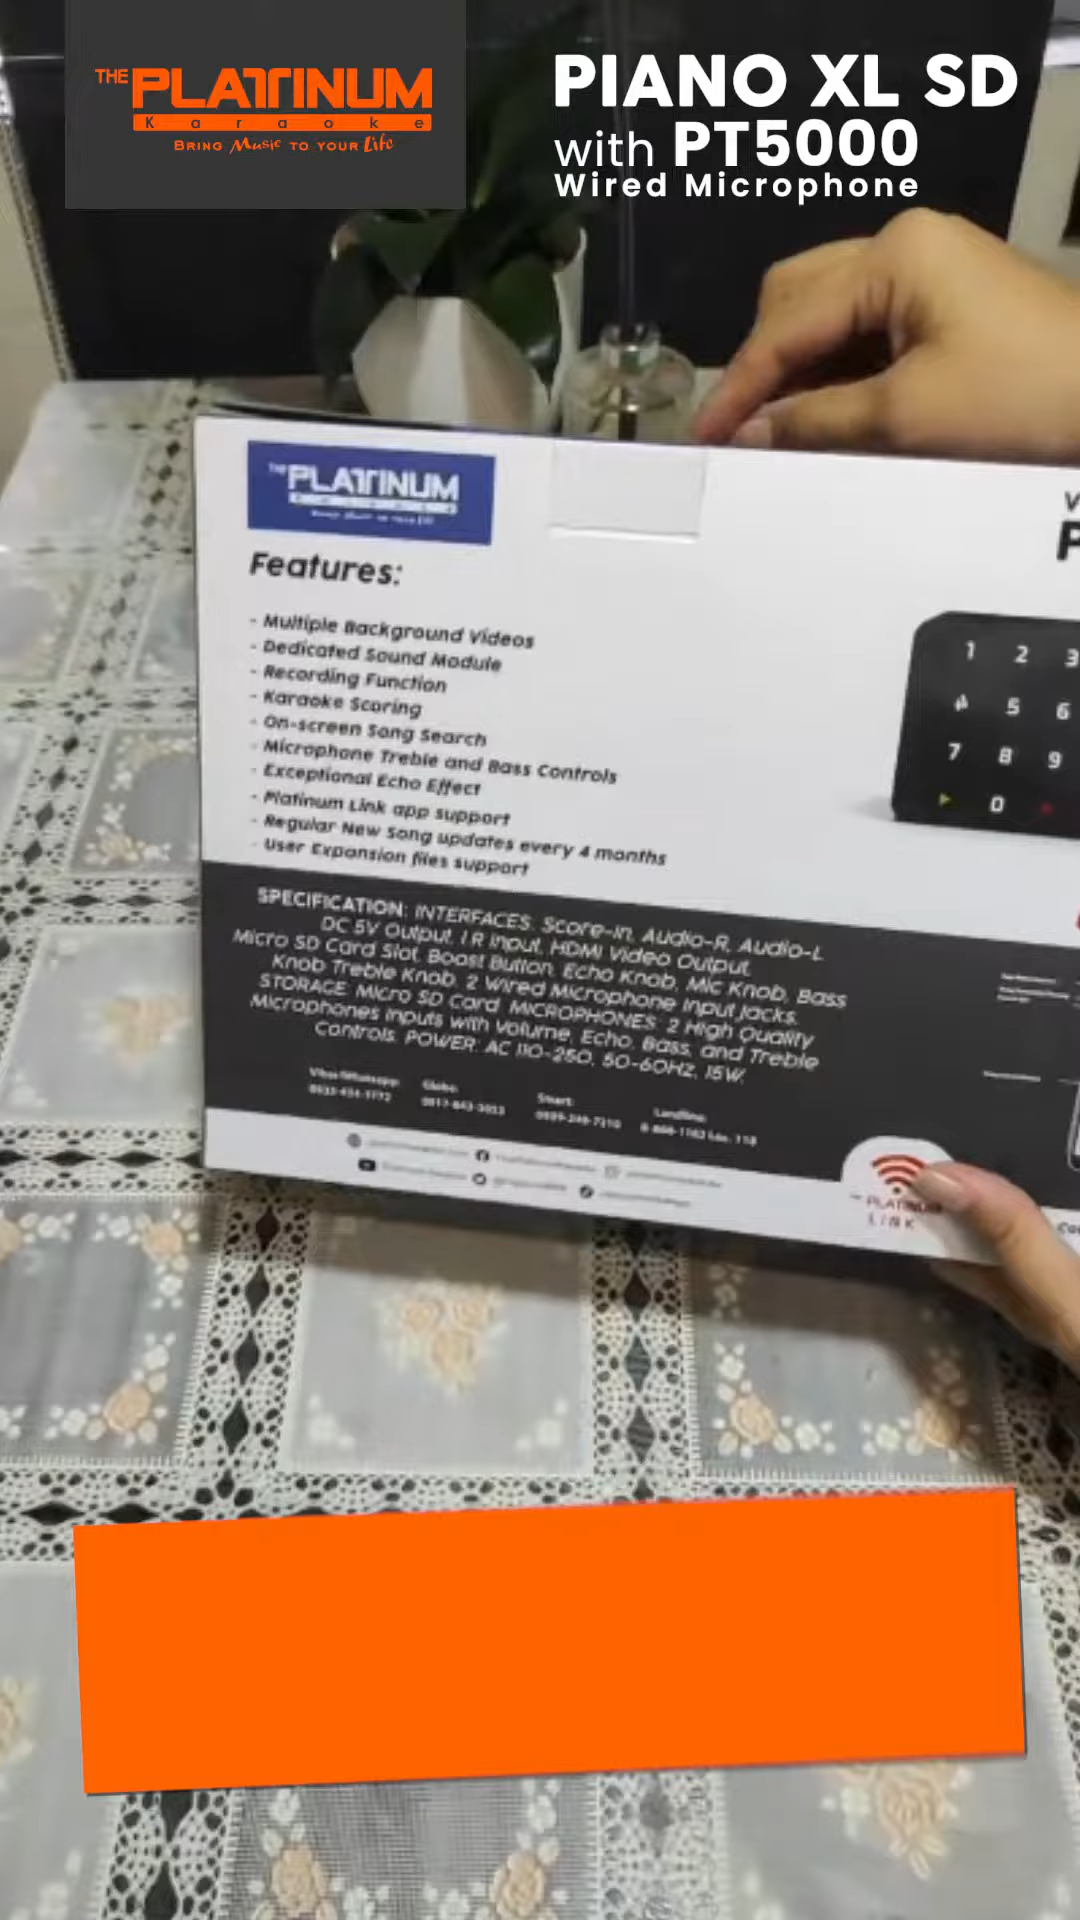 THE PLATINUM
Karaoke
BRING Music TO YOUR Life
PIANO XL SD
with PT5000
Wired Microphone
THE PLATINUM
Features:
- Multiple Background Videos
- Dedicated Sound Module
- Recording Function
- Karaoke Scoring
- On-screen Song Search
- Microphone Treble and Bass Controls
- Exceptional Echo Effect
- Platinum Link app support
- Regular New Song updates every 4 months
- User Expansion files support
1 2 3
5 6
7 8 9
0
SPECIFICATION: INTERFACES: Score-in, Audio-R, Audio-L
DC 5V Output, I R Input, HDMI Video Output,
Micro SD Card Slot, Boost Button, Echo Knob, Mic Knob, Bass
Knob Treble Knob, 2 Wired Microphone Input Jacks.
STORAGE: Micro SD Card, MICROPHONES: 2 High Quality
Microphones Inputs with Volume, Echo, Bass, and Treble
Controls. POWER: AC 110-250, 50-60Hz, 15W.
Globe:
Smart:
Landline:
PLATINUM
LINK